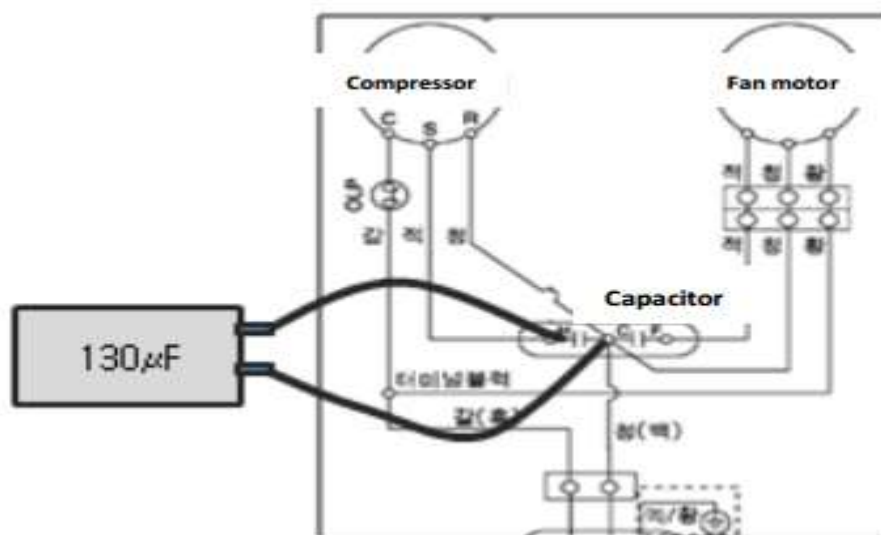 Compressor
Fan motor
C S R
OLP
적 청 황
갈 적 청
적 청 황
Capacitor
C F
130μF
터미널블럭
갈(흑)
청(백)